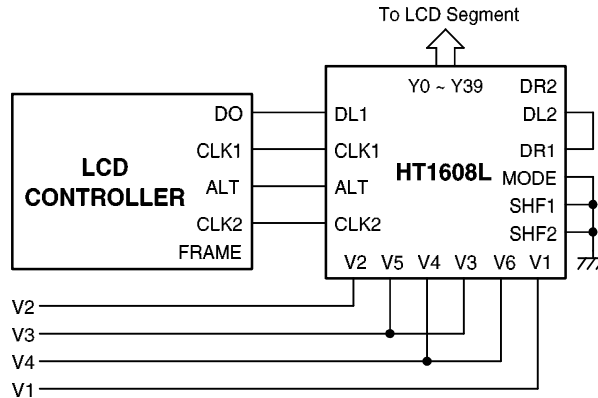 To LCD Segment
Y0 ~ Y39
DR2
DO
DL1
DL2
CLK1
CLK1
DR1
LCD
CONTROLLER
HT1608L
ALT
ALT
MODE
SHF1
CLK2
CLK2
SHF2
FRAME
V2 V5 V4 V3 V6 V1
V2
V3
V4
V1